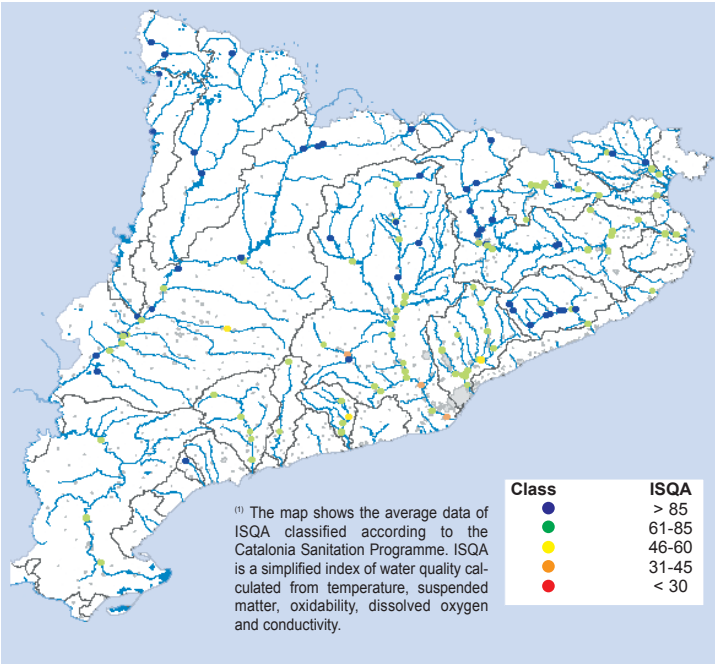 (1) The map shows the average data of
ISQA classified according to the
Catalonia Sanitation Programme. ISQA
is a simplified index of water quality cal-
culated from temperature, suspended
matter, oxidability, dissolved oxygen
and conductivity.
Class ISQA
> 85
61-85
46-60
31-45
< 30